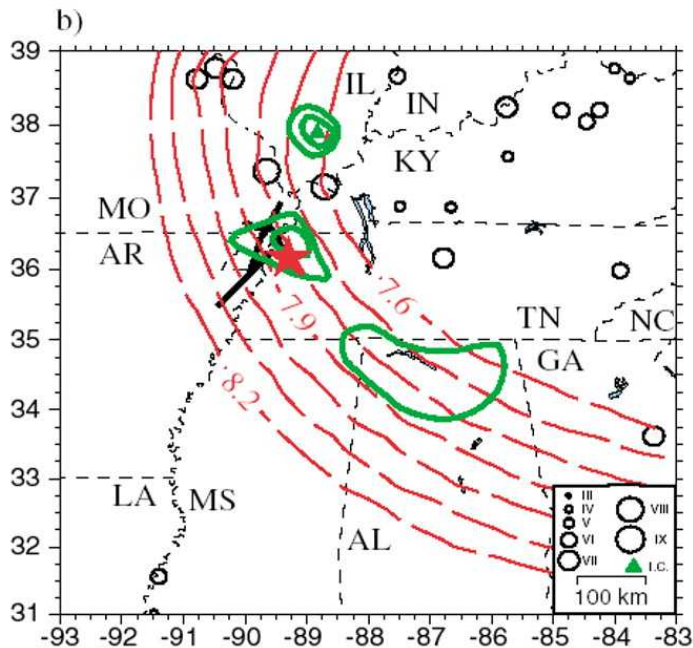 b)
39
38
37
36
35
34
33
32
31
-93 -92 -91 -90 -89 -88 -87 -86 -85 -84 -83
IL
IN
KY
MO
AR
TN
NC
GA
LA
MS
AL
7.6
7.9
8.2
III
IV
V
VI
VII
VIII
IX
I.C.
100 km